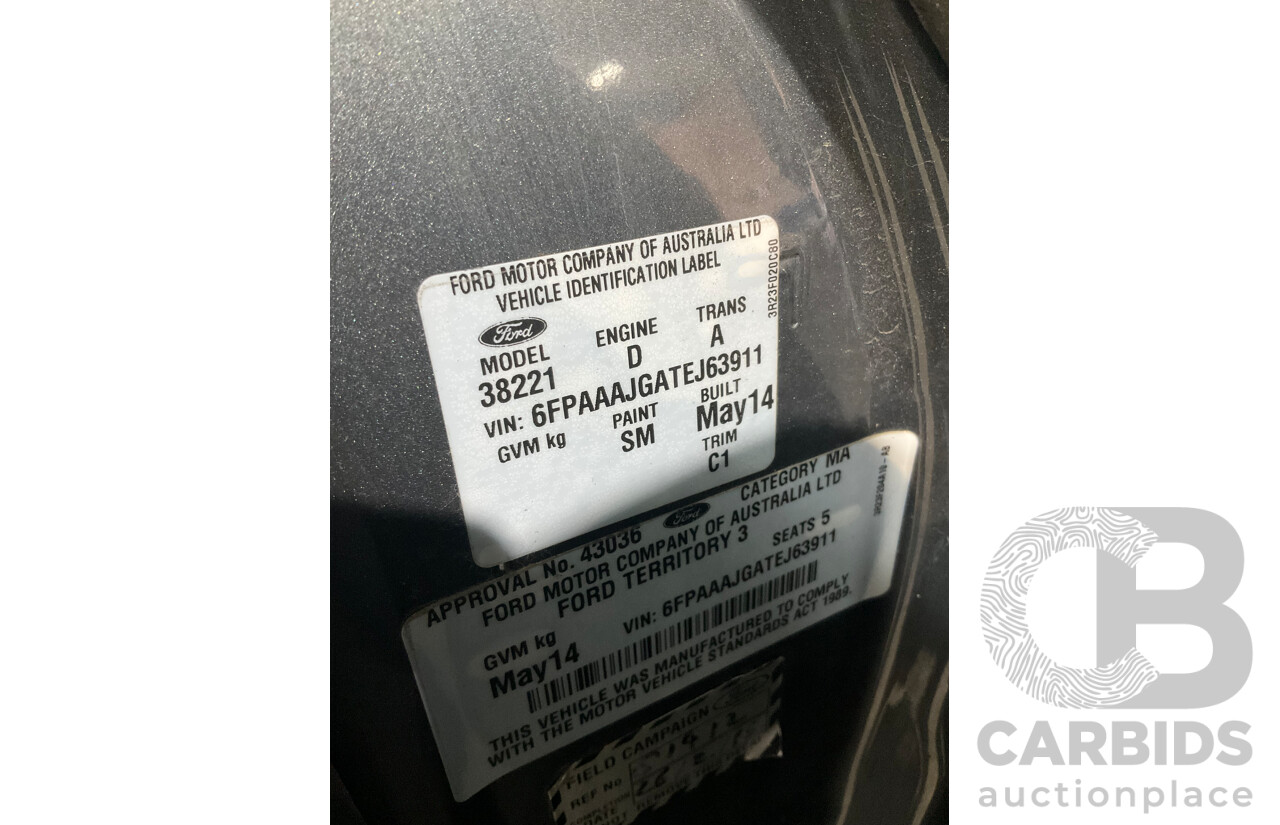 FORD MOTOR COMPANY OF AUSTRALIA LTD
VEHICLE IDENTIFICATION LABEL
3R23F020C80
Ford
MODEL ENGINE TRANS
38221 D A
VIN: 6FPAAAJGATEJ63911
GVM kg PAINT BUILT
SM May14
TRIM
C1
CATEGORY MA
APPROVAL No. 43036 Ford
FORD MOTOR COMPANY OF AUSTRALIA LTD
FORD TERRITORY 3 SEATS 5
GVM kg VIN: 6FPAAAJGATEJ63911
May14
THIS VEHICLE WAS MANUFACTURED TO COMPLY
WITH THE MOTOR VEHICLE STANDARDS ACT 1989.
FIELD CAMPAIGN
REF No
DATE
CB
CARBIDS
auctionplace